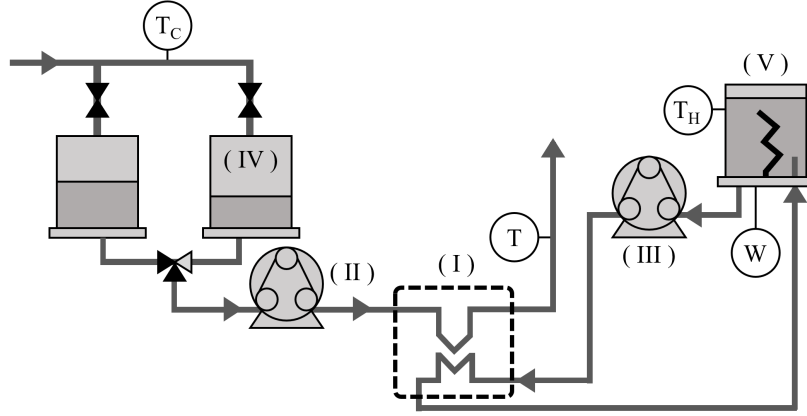 T_C
( V )
T_H
( IV )
T
( III )
W
( I )
( II )